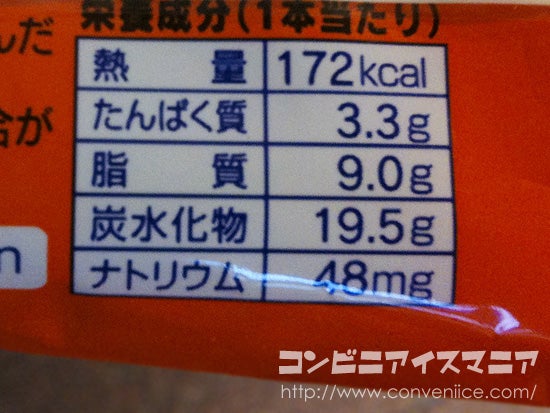 栄養成分(1本当たり)
んだ
熱量 172kcal
たんぱく質 3.3g
が
脂質 9.0g
炭水化物 19.5g
n
ナトリウム 48mg
コンビニアイスマニア
http://www.conveniice.com/